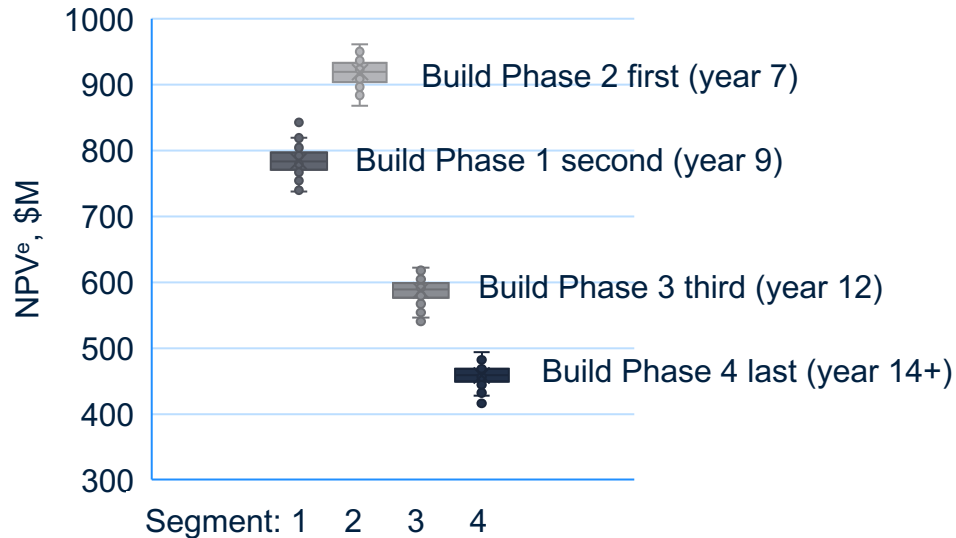 1000
900
800
700
600
500
400
300
NPVᵉ, $M
Build Phase 2 first (year 7)
Build Phase 1 second (year 9)
Build Phase 3 third (year 12)
Build Phase 4 last (year 14+)
Segment: 1 2 3 4